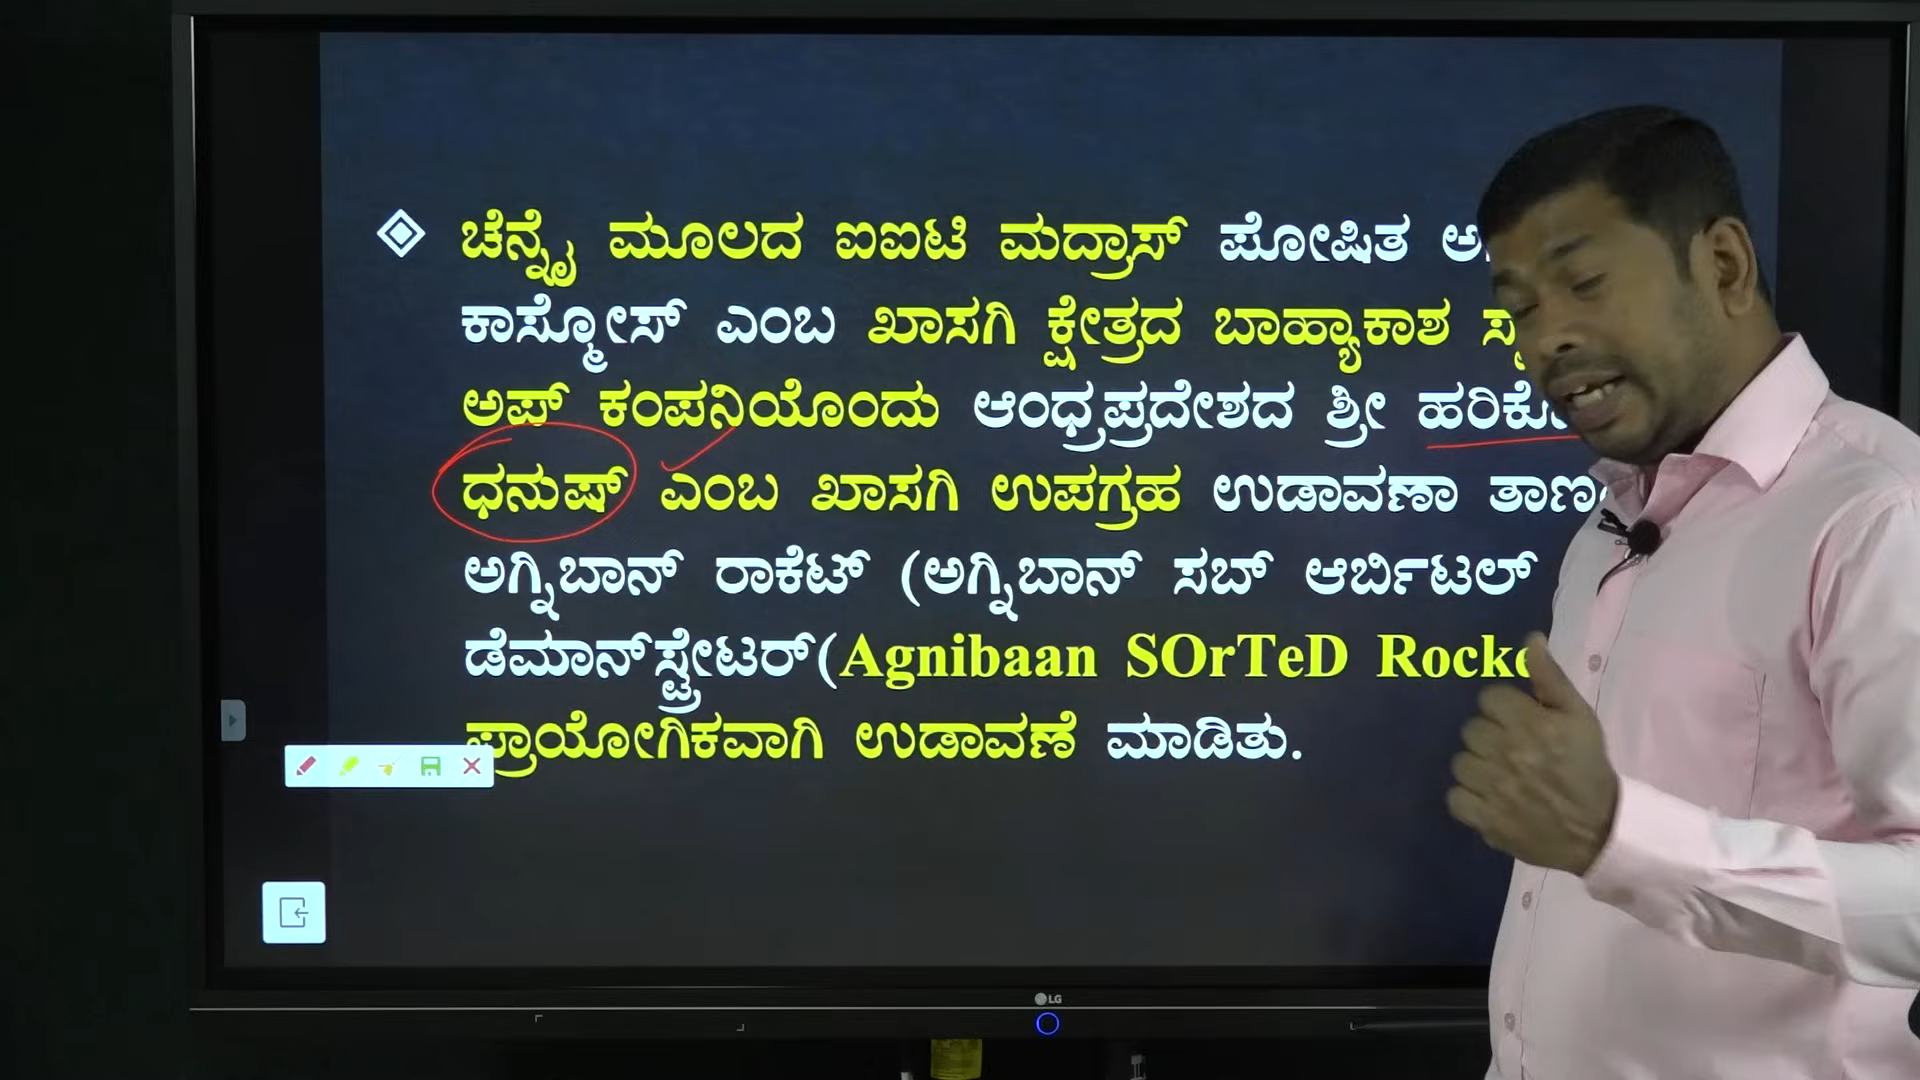 ಚೆನ್ನೈ ಮೂಲದ ಐಐಟಿ ಮದ್ರಾಸ್ ಪೋಷಿತ
ಕಾಸ್ಮೋಸ್ ಎಂಬ ಖಾಸಗಿ ಕ್ಷೇತ್ರದ ಬಾಹ್ಯಾಕಾಶ
ಅಪ್ ಕಂಪನಿಯೊಂದು ಆಂಧ್ರಪ್ರದೇಶದ ಶ್ರೀ
ಧನುಷ್ ಎಂಬ ಖಾಸಗಿ ಉಪಗ್ರಹ ಉಡಾವಣಾ
ಅಗ್ನಿಬಾನ್ ರಾಕೆಟ್ (ಅಗ್ನಿಬಾನ್ ಸಬ್ ಆರ್ಬಿಟಲ್
ಡೆಮಾನ್‌ಸ್ಟ್ರೇಟರ್(Agnibaan SOrTeD
ಪ್ರಾಯೋಗಿಕವಾಗಿ ಉಡಾವಣೆ ಮಾಡಿತು.
LG